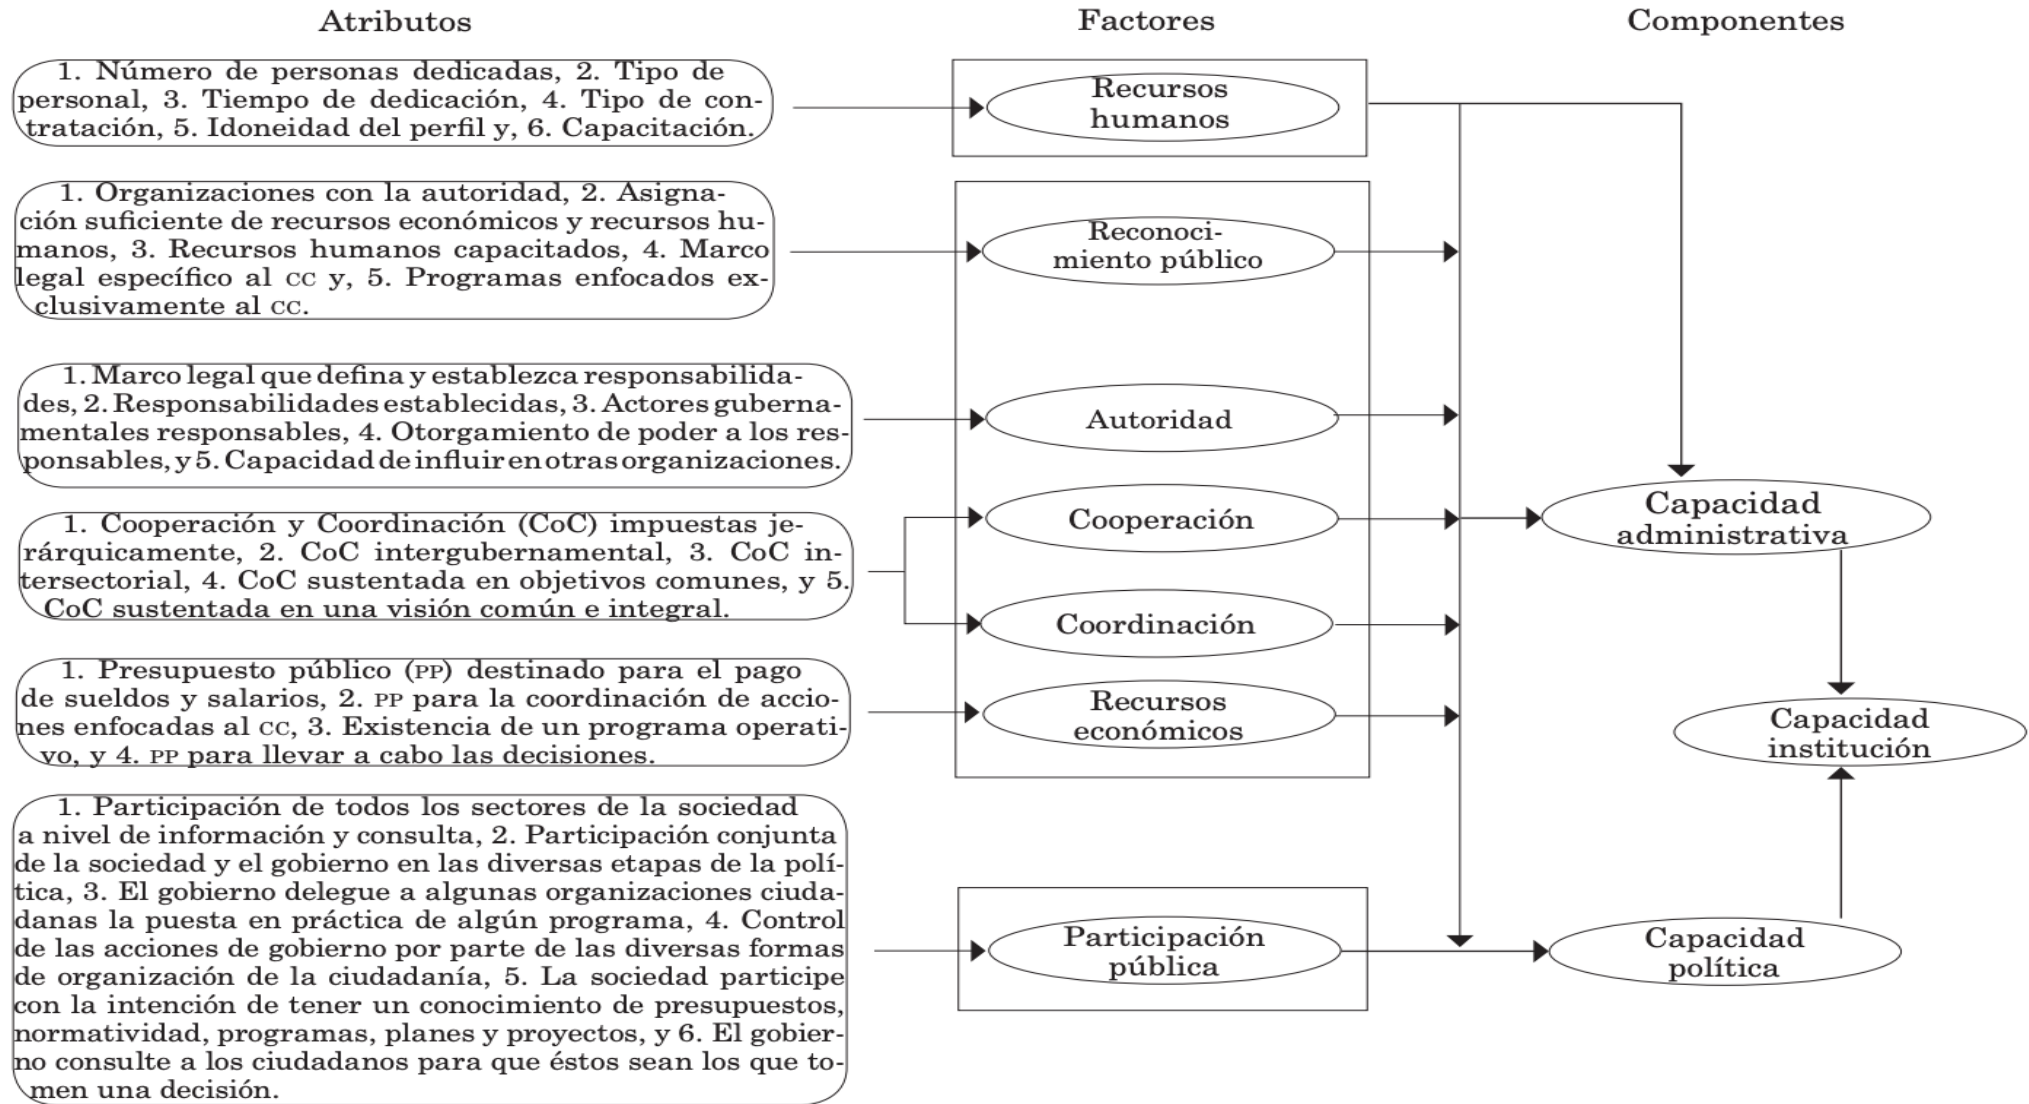 Atributos
Factores
Componentes
1. Número de personas dedicadas, 2. Tipo de
personal, 3. Tiempo de dedicación, 4. Tipo de con-
tratación, 5. Idoneidad del perfil y, 6. Capacitación.
Recursos
humanos
1. Organizaciones con la autoridad, 2. Asigna-
ción suficiente de recursos económicos y recursos hu-
manos, 3. Recursos humanos capacitados, 4. Marco
legal específico al CC y, 5. Programas enfocados ex-
clusivamente al CC.
Reconoci-
miento público
1. Marco legal que defina y establezca responsabilida-
des, 2. Responsabilidades establecidas, 3. Actores guberna-
mentales responsables, 4. Otorgamiento de poder a los res-
ponsables, y 5. Capacidad de influir en otras organizaciones.
Autoridad
1. Cooperación y Coordinación (CoC) impuestas je-
rárquicamente, 2. CoC intergubernamental, 3. CoC in-
tersectorial, 4. CoC sustentada en objetivos comunes, y 5.
CoC sustentada en una visión común e integral.
Cooperación
Coordinación
Capacidad
administrativa
1. Presupuesto público (PP) destinado para el pago
de sueldos y salarios, 2. PP para la coordinación de accio-
nes enfocadas al CC, 3. Existencia de un programa operati-
vo, y 4. PP para llevar a cabo las decisiones.
Recursos
económicos
Capacidad
institución
1. Participación de todos los sectores de la sociedad
a nivel de información y consulta, 2. Participación conjunta
de la sociedad y el gobierno en las diversas etapas de la polí-
tica, 3. El gobierno delegue a algunas organizaciones ciuda-
danas la puesta en práctica de algún programa, 4. Control
de las acciones de gobierno por parte de las diversas formas
de organización de la ciudadanía, 5. La sociedad participe
con la intención de tener un conocimiento de presupuestos,
normatividad, programas, planes y proyectos, y 6. El gobier-
no consulte a los ciudadanos para que éstos sean los que to-
men una decisión.
Participación
pública
Capacidad
política